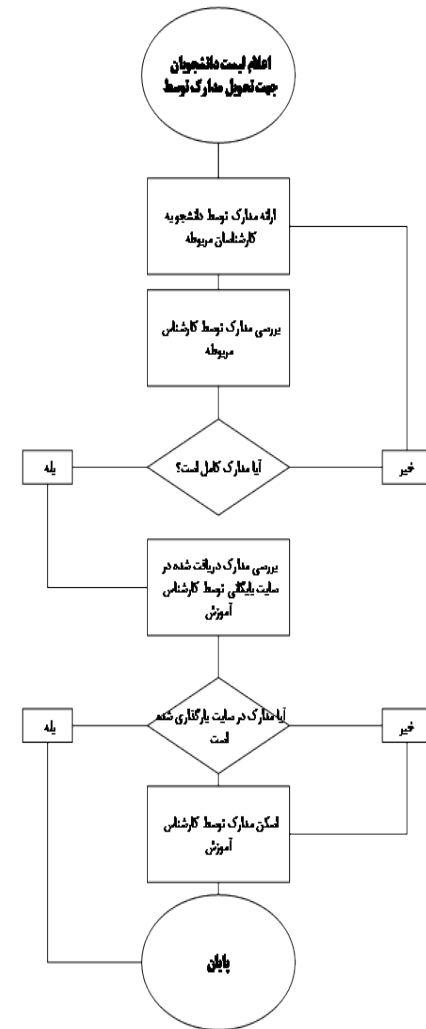 اعلام لیست دانشجویان
جهت تحویل مدارک توسط
ارائه مدارک توسط دانشجو به
کارشناسان مربوطه
بررسی مدارک توسط کارشناس
مربوطه
آیا مدارک کامل است؟
خیر
بله
بررسی مدارک دریافت شده در
سایت بایگانی توسط کارشناس
آموزش
آیا مدارک در سایت بارگذاری شده
است
خیر
بله
اسکن مدارک توسط کارشناس
آموزش
پایان